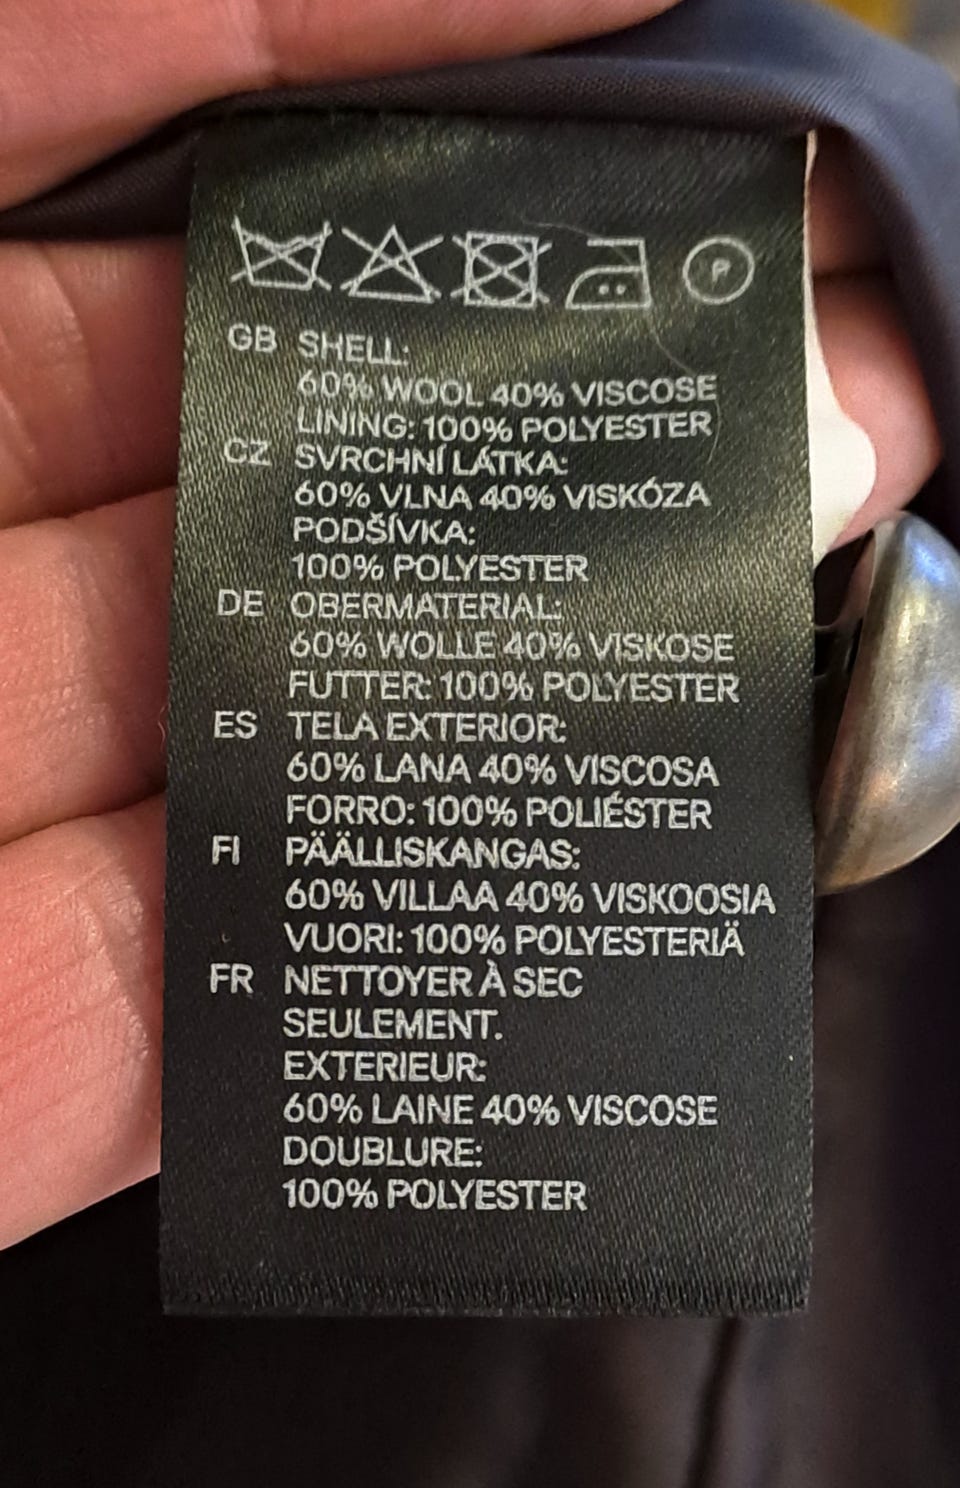 P
GB SHELL:
60% WOOL 40% VISCOSE
LINING: 100% POLYESTER
CZ SVRCHNÍ LÁTKA:
60% VLNA 40% VISKÓZA
PODŠÍVKA:
100% POLYESTER
DE OBERMATERIAL:
60% WOLLE 40% VISKOSE
FUTTER: 100% POLYESTER
ES TELA EXTERIOR:
60% LANA 40% VISCOSA
FORRO: 100% POLIÉSTER
FI PÄÄLLISKANGAS:
60% VILLAA 40% VISKOOSIA
VUORI: 100% POLYESTERIÄ
FR NETTOYER À SEC
SEULEMENT.
EXTERIEUR:
60% LAINE 40% VISCOSE
DOUBLURE:
100% POLYESTER